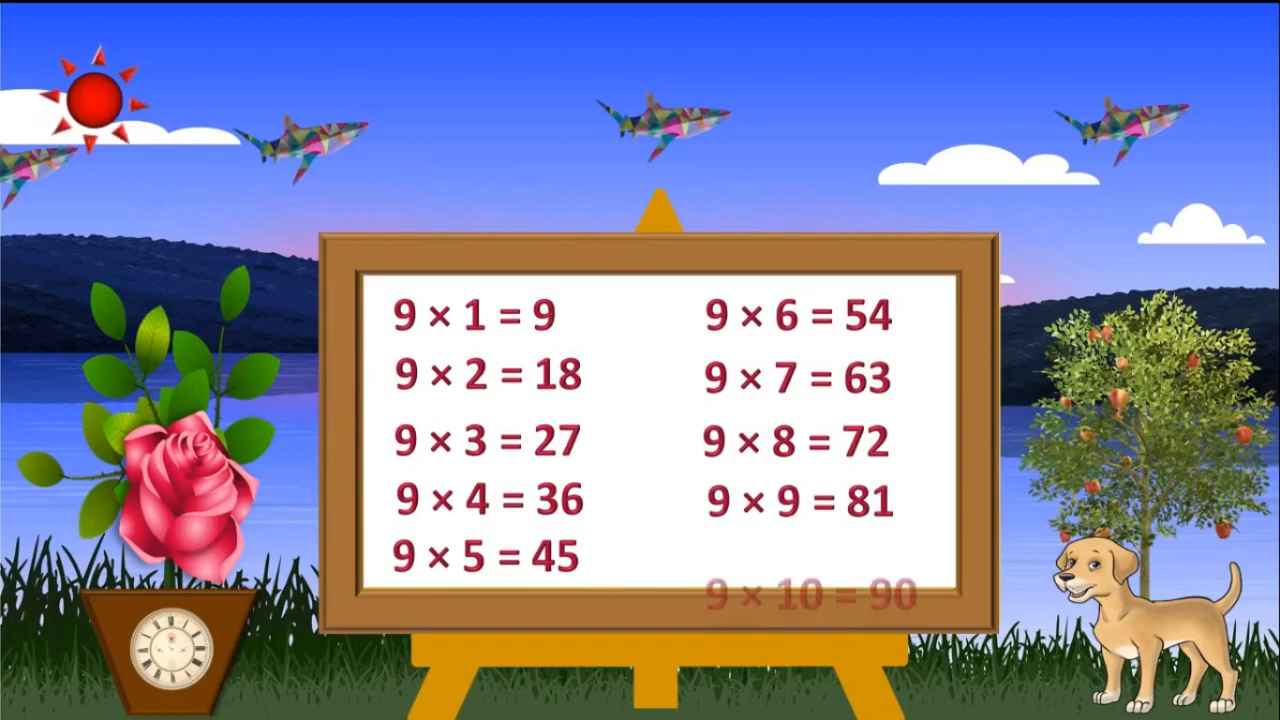 9 × 1 = 9
9 × 2 = 18
9 × 3 = 27
9 × 4 = 36
9 × 5 = 45
9 × 6 = 54
9 × 7 = 63
9 × 8 = 72
9 × 9 = 81
9 × 10 = 90